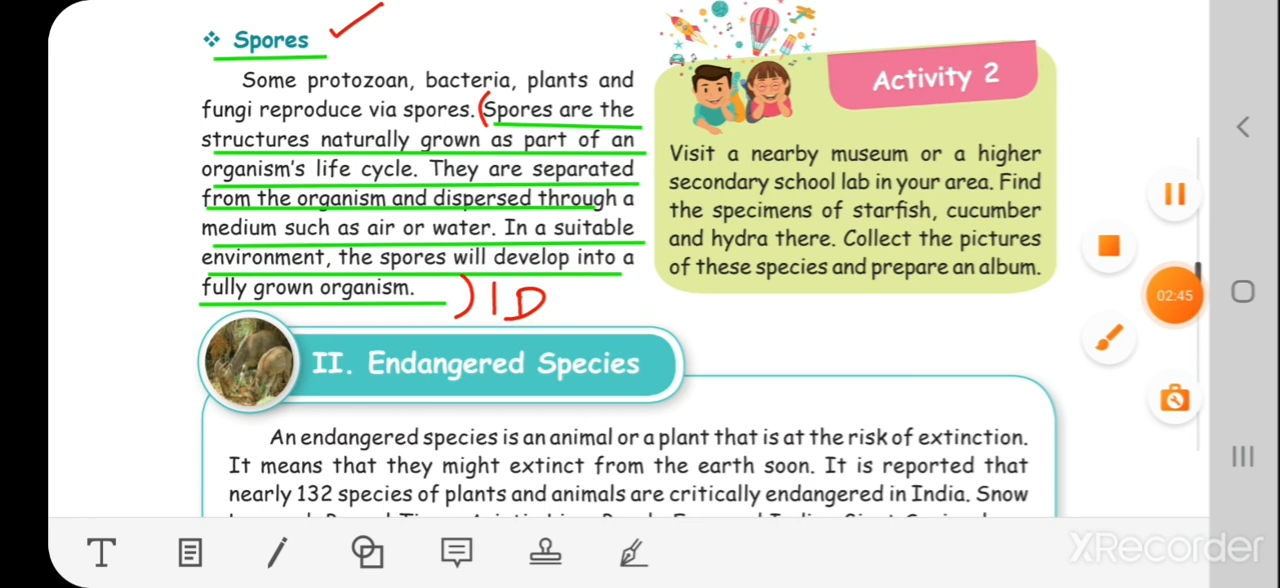 ❖ Spores
Some protozoan, bacteria, plants and
fungi reproduce via spores. (Spores are the
structures naturally grown as part of an
organism's life cycle. They are separated
from the organism and dispersed through a
medium such as air or water. In a suitable
environment, the spores will develop into a
fully grown organism. ) 1D
Activity 2
Visit a nearby museum or a higher
secondary school lab in your area. Find
the specimens of starfish, cucumber
and hydra there. Collect the pictures
of these species and prepare an album.
II. Endangered Species
An endangered species is an animal or a plant that is at the risk of extinction.
It means that they might extinct from the earth soon. It is reported that
nearly 132 species of plants and animals are critically endangered in India. Snow
02:45
T
XRecorder